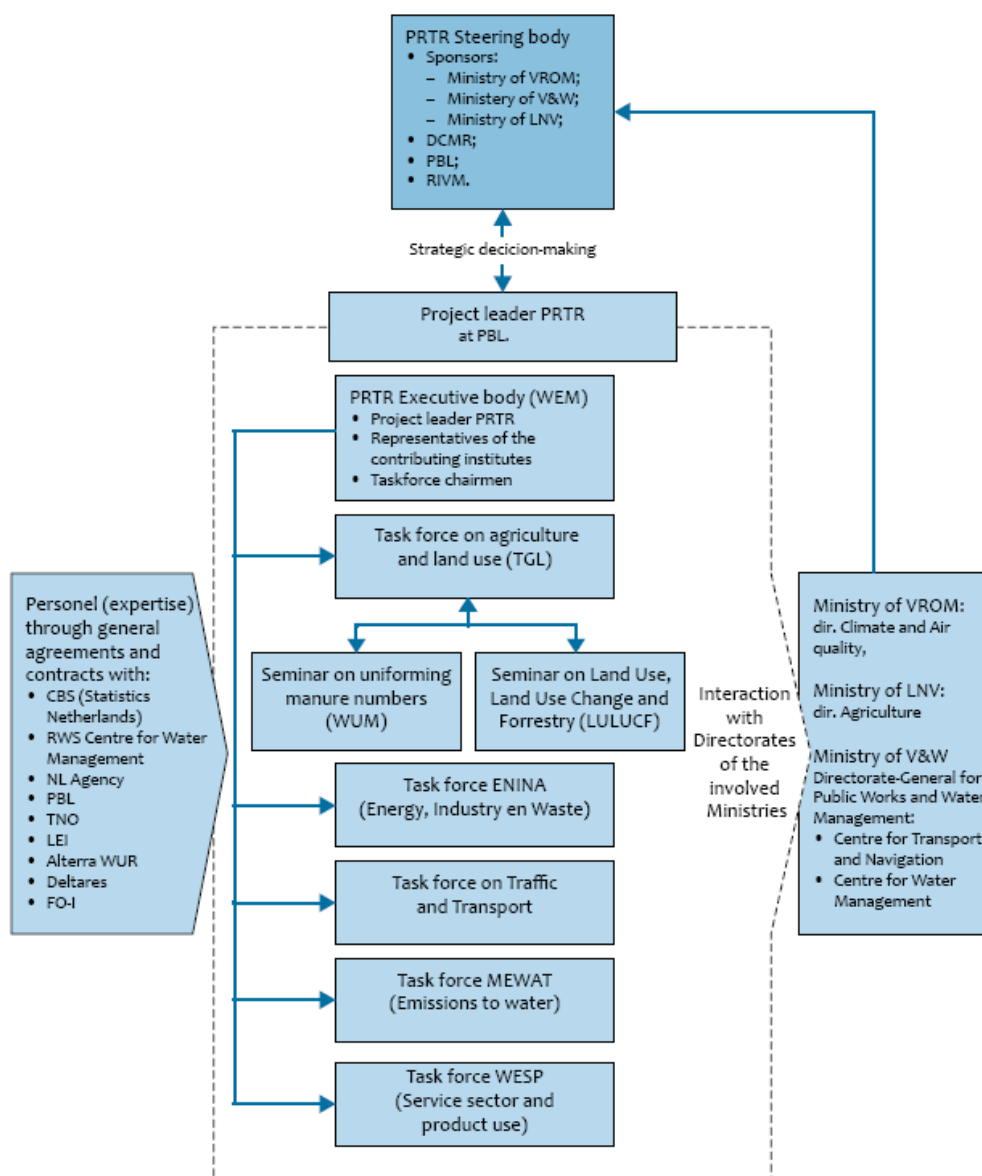 PRTR Steering body
• Sponsors:
– Ministry of VROM;
– Ministery of V&W;
– Ministry of LNV;
• DCMR;
• PBL;
• RIVM.
Strategic decicion-making
Project leader PRTR
at PBL.
PRTR Executive body (WEM)
• Project leader PRTR
• Representatives of the
contributing institutes
• Taskforce chairmen
Task force on agriculture
and land use (TGL)
Personel (expertise)
through general
agreements and
contracts with:
• CBS (Statistics
Netherlands)
• RWS Centre for Water
Management
• NL Agency
• PBL
• TNO
• LEI
• Alterra WUR
• Deltares
• FO-I
Seminar on uniforming
manure numbers
(WUM)
Seminar on Land Use,
Land Use Change and
Forrestry (LULUCF)
Task force ENINA
(Energy, Industry en Waste)
Task force on Traffic
and Transport
Task force MEWAT
(Emissions to water)
Task force WESP
(Service sector and
product use)
Interaction
with
Directorates
of the
involved
Ministries
Ministry of VROM:
dir. Climate and Air
quality,
Ministry of LNV:
dir. Agriculture
Ministry of V&W
Directorate-General for
Public Works and Water
Management:
• Centre for Transport
and Navigation
• Centre for Water
Management